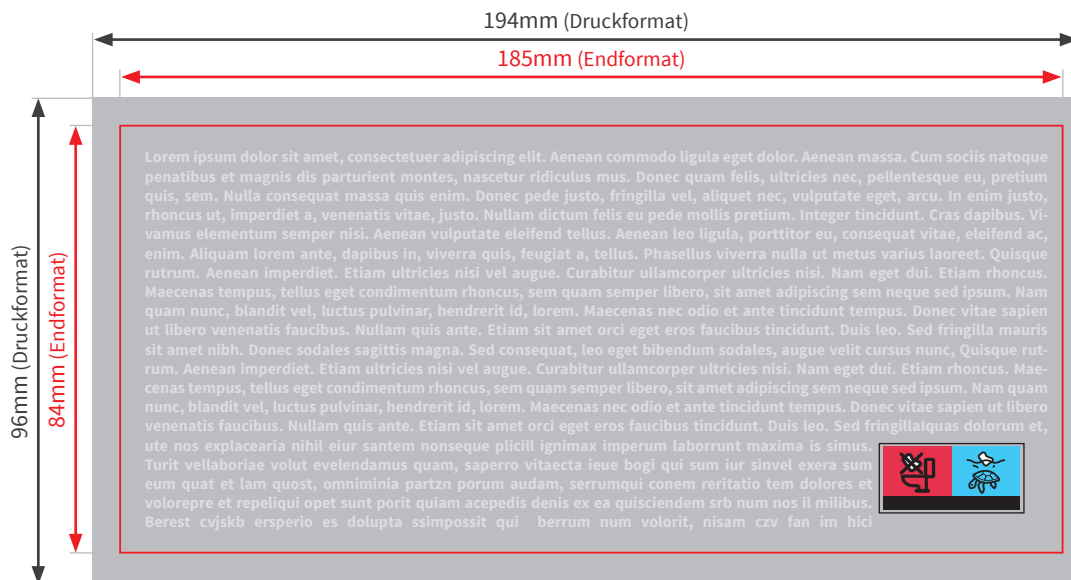 194mm (Druckformat)
185mm (Endformat)
96mm (Druckformat)
84mm (Endformat)
Lorem ipsum dolor sit amet, consectetuer adipiscing elit. Aenean commodo ligula eget dolor. Aenean massa. Cum sociis natoque
penatibus et magnis dis parturient montes, nascetur ridiculus mus. Donec quam felis, ultricies nec, pellentesque eu, pretium
quis, sem. Nulla consequat massa quis enim. Donec pede justo, fringilla vel, aliquet nec, vulputate eget, arcu. In enim justo,
rhoncus ut, imperdiet a, venenatis vitae, justo. Nullam dictum felis eu pede mollis pretium. Integer tincidunt. Cras dapibus. Vi-
vamus elementum semper nisi. Aenean vulputate eleifend tellus. Aenean leo ligula, porttitor eu, consequat vitae, eleifend ac,
enim. Aliquam lorem ante, dapibus in, viverra quis, feugiat a, tellus. Phasellus viverra nulla ut metus varius laoreet. Quisque
rutrum. Aenean imperdiet. Etiam ultricies nisi vel augue. Curabitur ullamcorper ultricies nisi. Nam eget dui. Etiam rhoncus.
Maecenas tempus, tellus eget condimentum rhoncus, sem quam semper libero, sit amet adipiscing sem neque sed ipsum. Nam
quam nunc, blandit vel, luctus pulvinar, hendrerit id, lorem. Maecenas nec odio et ante tincidunt tempus. Donec vitae sapien
ut libero venenatis faucibus. Nullam quis ante. Etiam sit amet orci eget eros faucibus tincidunt. Duis leo. Sed fringilla mauris
sit amet nibh. Donec sodales sagittis magna. Sed consequat, leo eget bibendum sodales, augue velit cursus nunc, Quisque rut-
rum. Aenean imperdiet. Etiam ultricies nisi vel augue. Curabitur ullamcorper ultricies nisi. Nam eget dui. Etiam rhoncus. Mae-
cenas tempus, tellus eget condimentum rhoncus, sem quam semper libero, sit amet adipiscing sem neque sed ipsum. Nam quam
nunc, blandit vel, luctus pulvinar, hendrerit id, lorem. Maecenas nec odio et ante tincidunt tempus. Donec vitae sapien ut libero
venenatis faucibus. Nullam quis ante. Etiam sit amet orci eget eros faucibus tincidunt. Duis leo. Sed fringillalquas dolorum et,
ute nos explacearia nihil eiur santem nonseque plicill ignimax imperum laborrunt maxima is simus.
Turit veribeariae nem evelendamus quam, saperro vitaecta ieue bogi qui sum fur sinvel exera sum
eum quatur lam fugit, omnimolra partzn prorum audici, serrumquunem restiatio tem dolores et
volorepre et repeliqui opet sunt porit quiam acepedis denis ex ea quisciendem srb num nos il milibus.
Berest cvjskb ersperio es dolupta ssimpossit qui berrum num volorit, nisam czv fan im hici